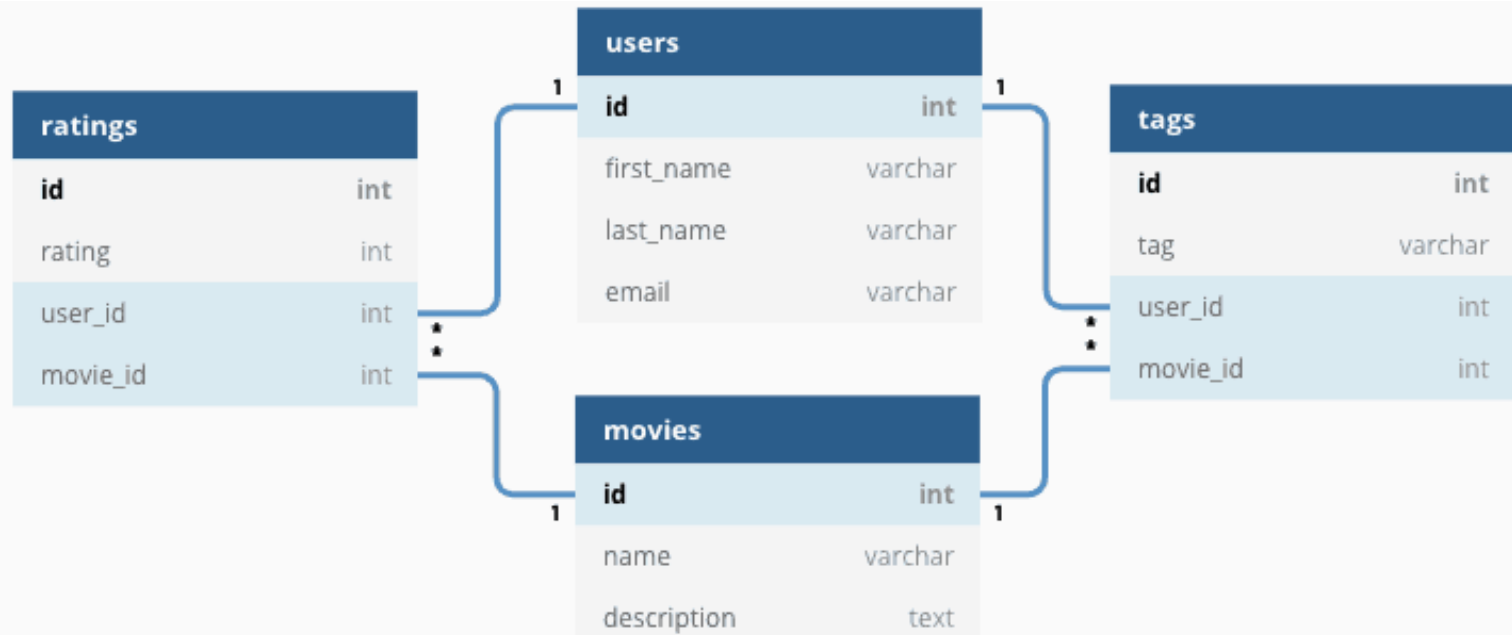 ratings
id int
rating int
user_id int
movie_id int
*
*
1
1
users
id int
first_name varchar
last_name varchar
email varchar
movies
id int
name varchar
description text
1
1
*
*
tags
id int
tag varchar
user_id int
movie_id int